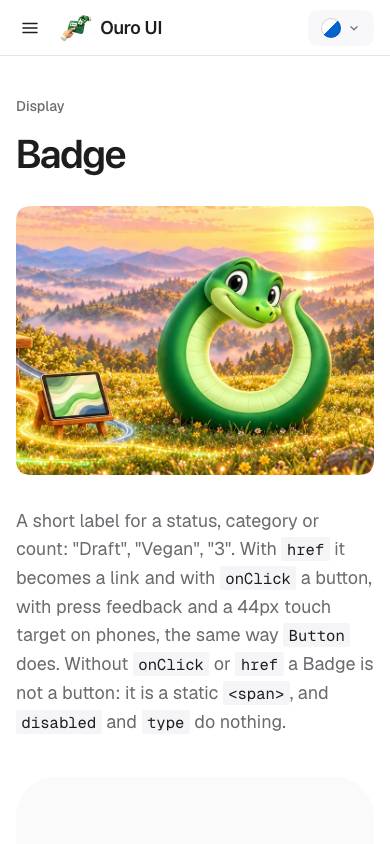 Ouro UI
Display
Badge
A short label for a status, category or
count: "Draft", "Vegan", "3". With href it
becomes a link and with onClick a button,
with press feedback and a 44px touch
target on phones, the same way Button
does. Without onClick or href a Badge is
not a button: it is a static <span>, and
disabled and type do nothing.